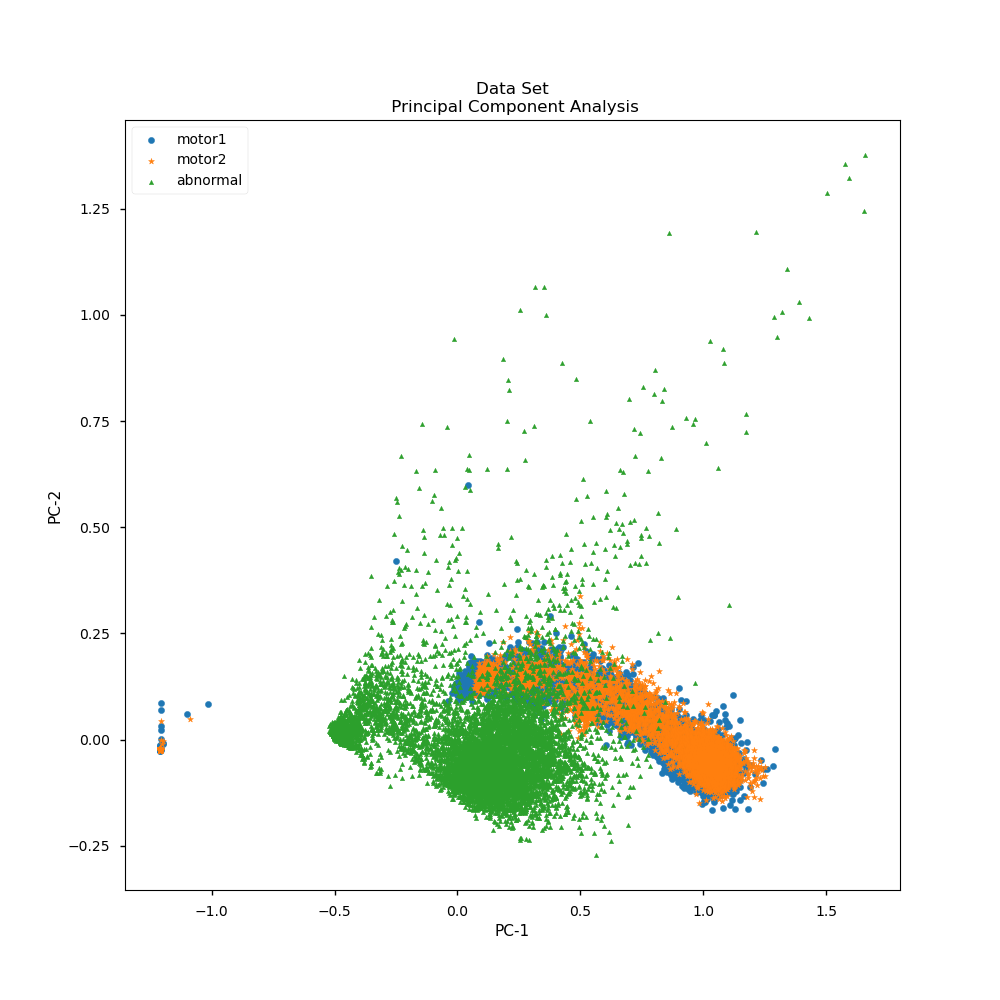 Data Set
Principal Component Analysis
motor1
motor2
abnormal
1.25
1.00
0.75
0.50
0.25
0.00
−0.25
PC-2
−1.0
−0.5
0.0
0.5
1.0
1.5
PC-1